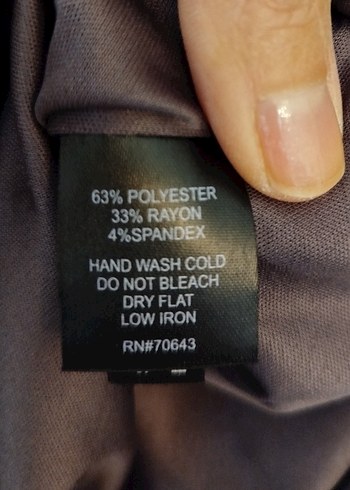 63% POLYESTER
33% RAYON
4%SPANDEX
HAND WASH COLD
DO NOT BLEACH
DRY FLAT
LOW IRON
RN#70643